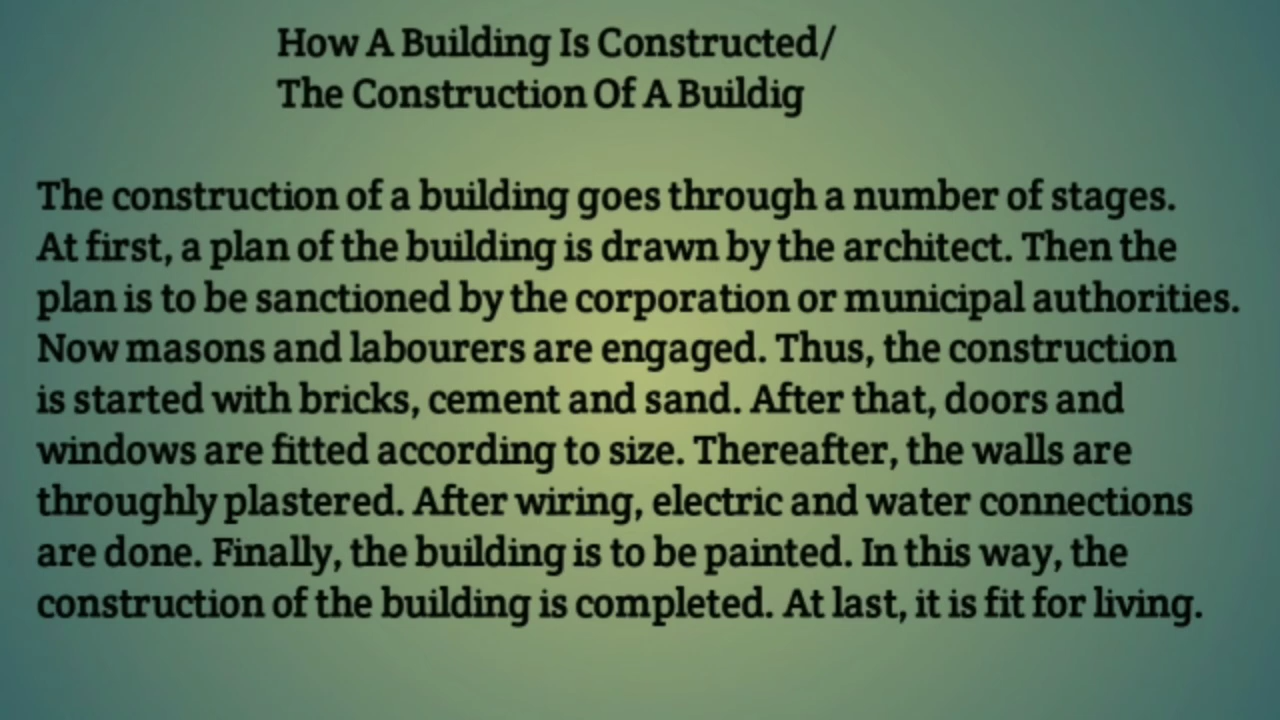 How A Building Is Constructed/
The Construction Of A Buildig
The construction of a building goes through a number of stages.
At first, a plan of the building is drawn by the architect. Then the
plan is to be sanctioned by the corporation or municipal authorities.
Now masons and labourers are engaged. Thus, the construction
is started with bricks, cement and sand. After that, doors and
windows are fitted according to size. Thereafter, the walls are
throughly plastered. After wiring, electric and water connections
are done. Finally, the building is to be painted. In this way, the
construction of the building is completed. At last, it is fit for living.